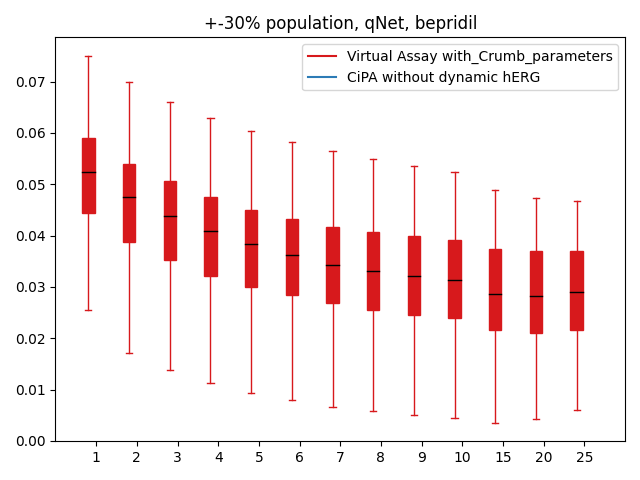 +-30% population, qNet, bepridil
Virtual Assay with_Crumb_parameters
CiPA without dynamic hERG
0.07
0.06
0.05
0.04
0.03
0.02
0.01
0.00
1 2 3 4 5 6 7 8 9 10 15 20 25